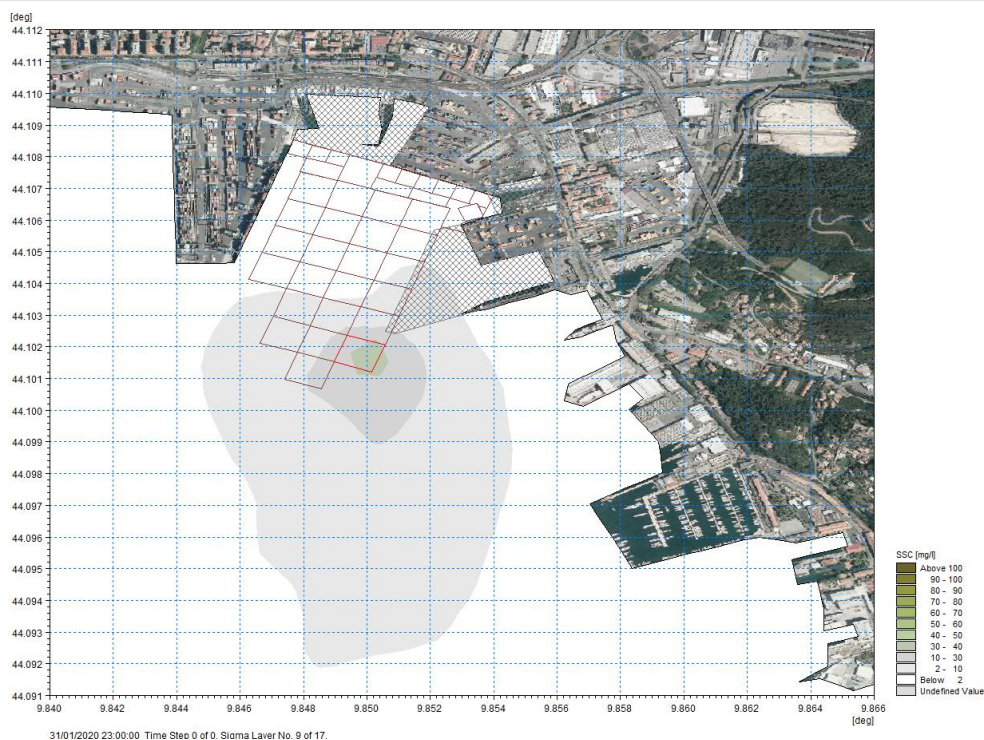 [deg]
44.112
44.111
44.110
44.109
44.108
44.107
44.106
44.105
44.104
44.103
44.102
44.101
44.100
44.099
44.098
44.097
44.096
44.095
44.094
44.093
44.092
44.091
9.840 9.842 9.844 9.846 9.848 9.850 9.852 9.854 9.856 9.858 9.860 9.862 9.864 9.866
[deg]
SSC [mg/l]
Above 100
90 - 100
80 - 90
70 - 80
60 - 70
50 - 60
40 - 50
30 - 40
10 - 30
2 - 10
Below 2
Undefined Value
31/01/2020 23:00:00 Time Step 0 of 0. Sigma Layer No. 9 of 17.